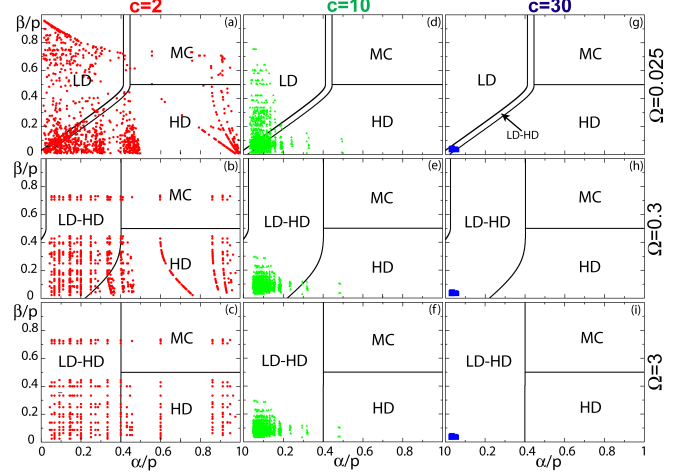 c=2 c=10 c=30
β/p (a) (d) (g)
0.8 MC MC MC
0.6 LD LD LD
0.4
0.2 HD HD LD-HD HD
0
Ω=0.025
β/p (b) (e) (h)
0.8 MC MC MC
0.6 LD-HD LD-HD LD-HD
0.4
0.2 HD HD HD
0
Ω=0.3
β/p (c) (f) (i)
0.8 MC MC MC
0.6 LD-HD LD-HD LD-HD
0.4
0.2 HD HD HD
0
Ω=3
0 0.2 0.4 0.6 0.8 10 0.2 0.4 0.6 0.8 10 0.2 0.4 0.6 0.8 1
α/p α/p α/p